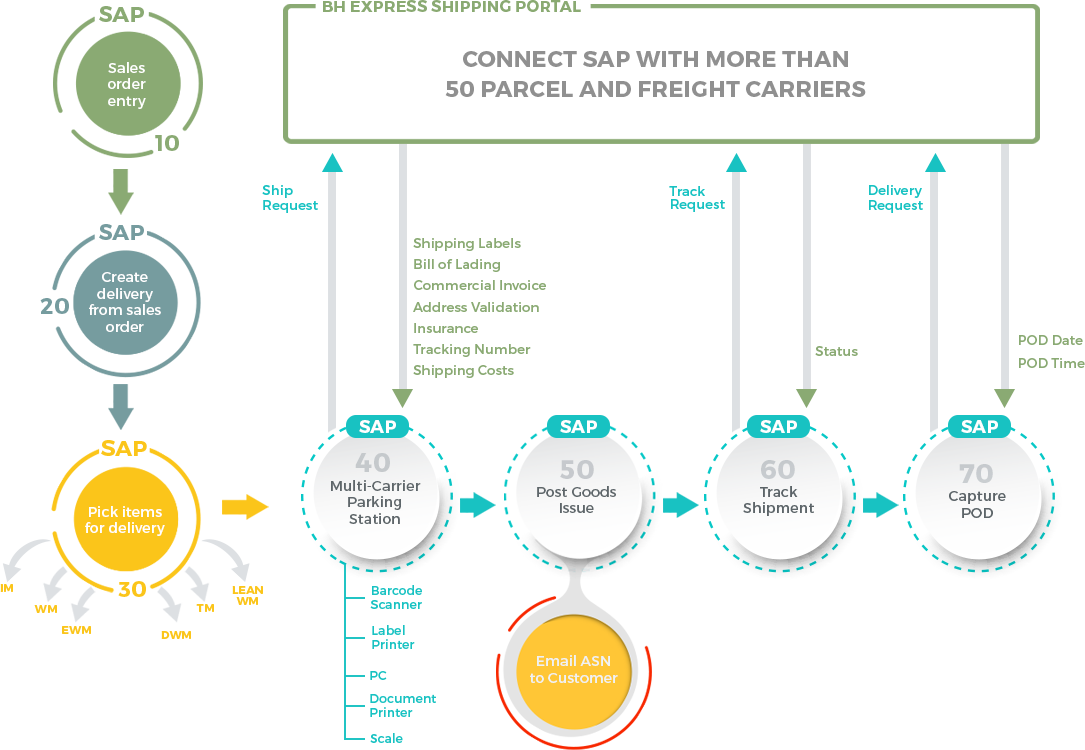 BH EXPRESS SHIPPING PORTAL
CONNECT SAP WITH MORE THAN
50 PARCEL AND FREIGHT CARRIERS
SAP
Sales
order
entry
10
SAP
Create
delivery
from sales
order
20
SAP
Pick items
for delivery
30
IM
WM
EWM
DWM
TM
LEAN
WM
Ship
Request
Shipping Labels
Bill of Lading
Commercial Invoice
Address Validation
Insurance
Tracking Number
Shipping Costs
Track
Request
Status
Delivery
Request
POD Date
POD Time
SAP
40
Multi-Carrier
Parking
Station
Barcode
Scanner
Label
Printer
PC
Document
Printer
Scale
SAP
50
Post Goods
Issue
Email ASN
to Customer
SAP
60
Track
Shipment
SAP
70
Capture
POD